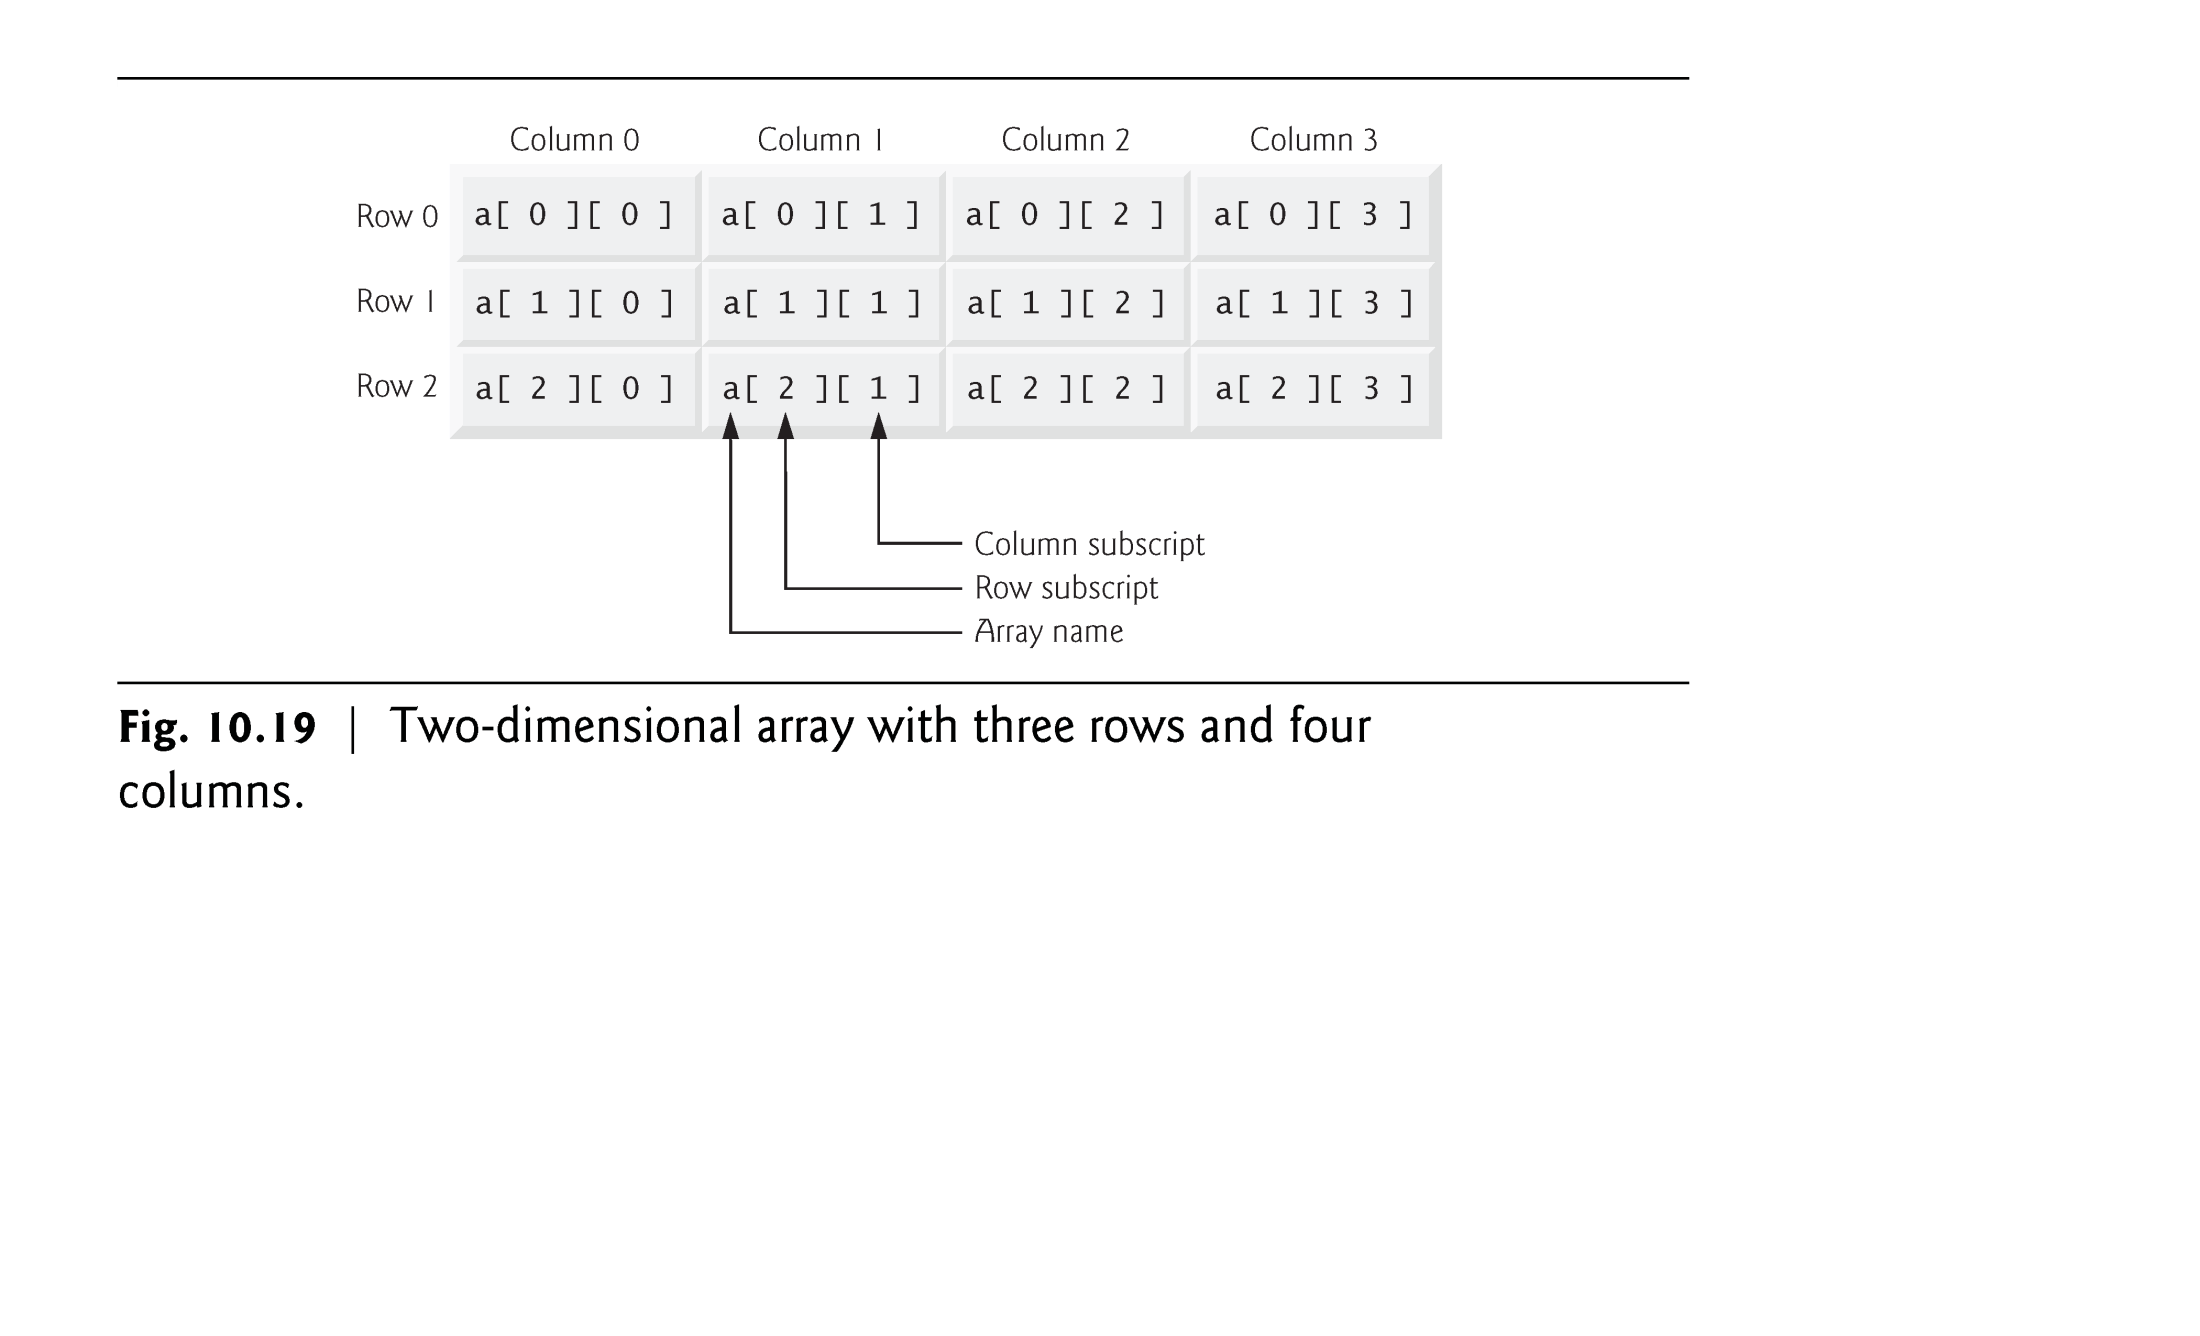 Column 0 Column 1 Column 2 Column 3
Row 0 a[ 0 ][ 0 ] a[ 0 ][ 1 ] a[ 0 ][ 2 ] a[ 0 ][ 3 ]
Row 1 a[ 1 ][ 0 ] a[ 1 ][ 1 ] a[ 1 ][ 2 ] a[ 1 ][ 3 ]
Row 2 a[ 2 ][ 0 ] a[ 2 ][ 1 ] a[ 2 ][ 2 ] a[ 2 ][ 3 ]
Column subscript
Row subscript
Array name
Fig. 10.19 | Two-dimensional array with three rows and four
columns.